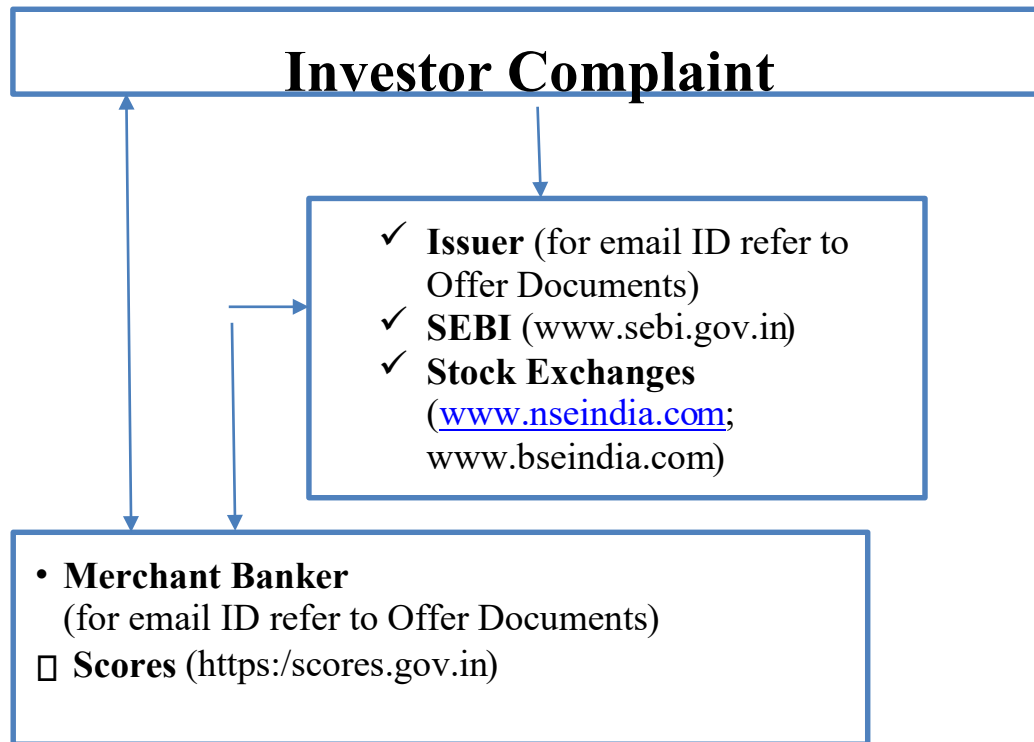 Investor Complaint
✓ Issuer (for email ID refer to
Offer Documents)
✓ SEBI (www.sebi.gov.in)
✓ Stock Exchanges
(www.nseindia.com;
www.bseindia.com)
• Merchant Banker
(for email ID refer to Offer Documents)
▯ Scores (https:/scores.gov.in)